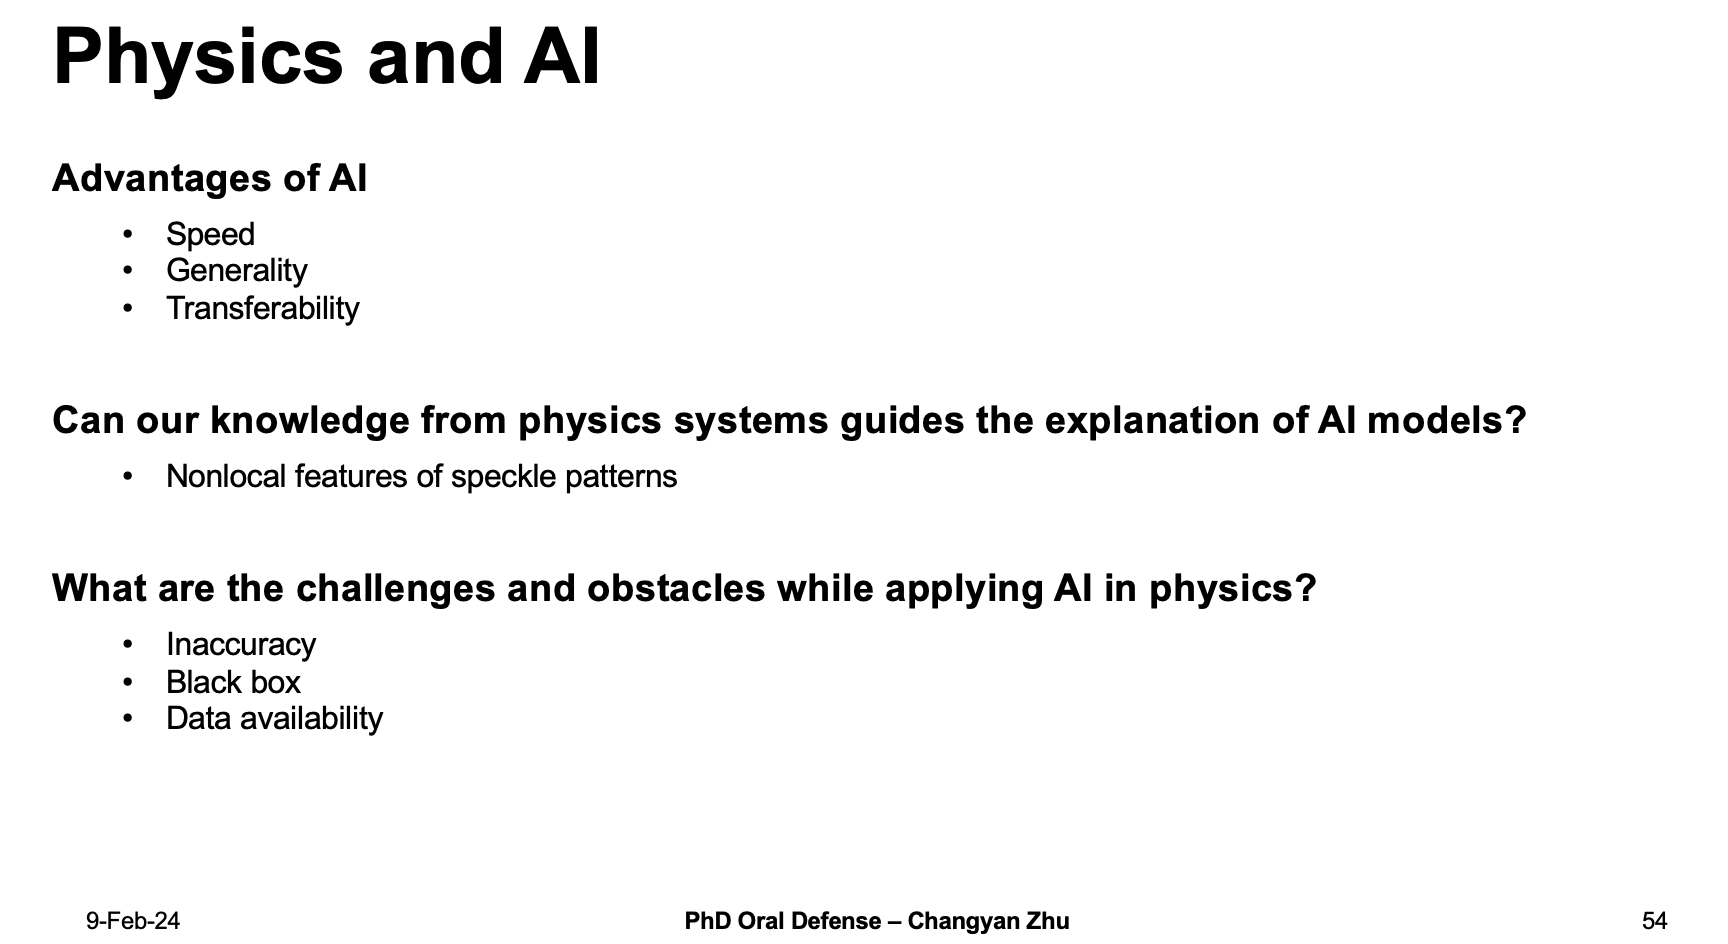 Physics and AI
Advantages of AI
• Speed
• Generality
• Transferability
Can our knowledge from physics systems guides the explanation of AI models?
• Nonlocal features of speckle patterns
What are the challenges and obstacles while applying AI in physics?
• Inaccuracy
• Black box
• Data availability
9-Feb-24
PhD Oral Defense – Changyan Zhu
54